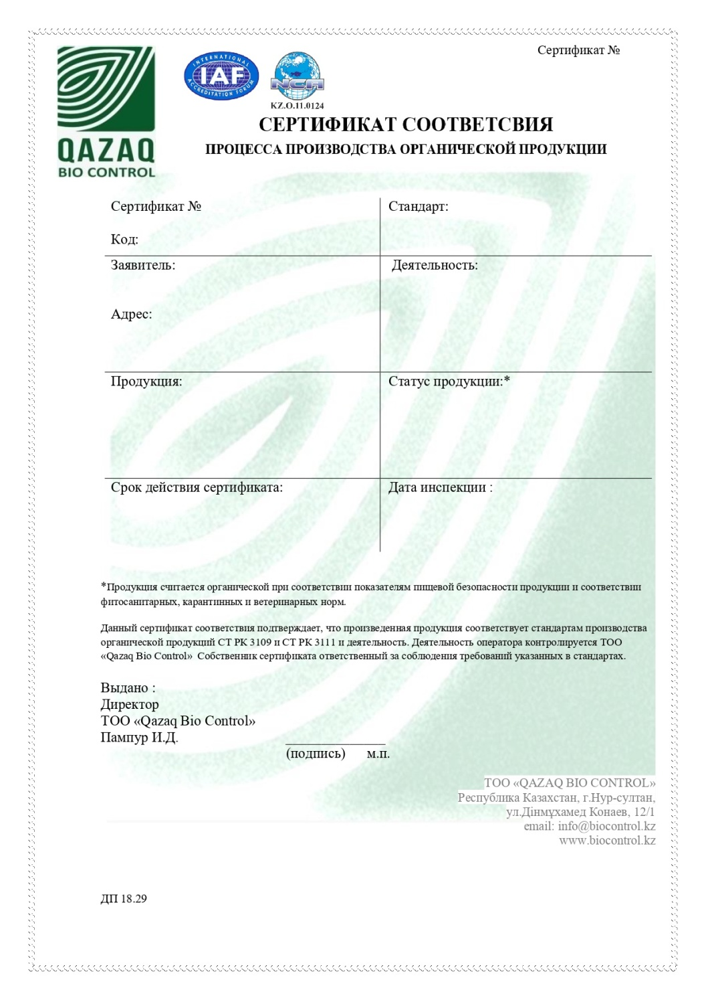 Сертификат №
QAZAQ
BIO CONTROL
INTERNATIONAL
IAF
ACCREDITATION FORUM
NCA
KZ.O.11.0124
СЕРТИФИКАТ СООТВЕТСВИЯ
ПРОЦЕССА ПРОИЗВОДСТВА ОРГАНИЧЕСКОЙ ПРОДУКЦИИ
Сертификат №
Код:
Стандарт:
Заявитель:
Адрес:
Деятельность:
Продукция:
Статус продукции:*
Срок действия сертификата:
Дата инспекции :
*Продукция считается органической при соответствии показателям пищевой безопасности продукции и соответствии
фитосанитарных, карантинных и ветеринарных норм.
Данный сертификат соответствия подтверждает, что произведенная продукция соответствует стандартам производства
органической продукций СТ РК 3109 и СТ РК 3111 и деятельность. Деятельность оператора контролируется ТОО
«Qazaq Bio Control» Собственник сертификата ответственный за соблюдения требований указанных в стандартах.
Выдано :
Директор
ТОО «Qazaq Bio Control»
Пампур И.Д.
(подпись) м.п.
ТОО «QAZAQ BIO CONTROL»
Республика Казахстан, г.Нур-султан,
ул.Дінмұхамед Конаев, 12/1
email: info@biocontrol.kz
www.biocontrol.kz
ДП 18.29